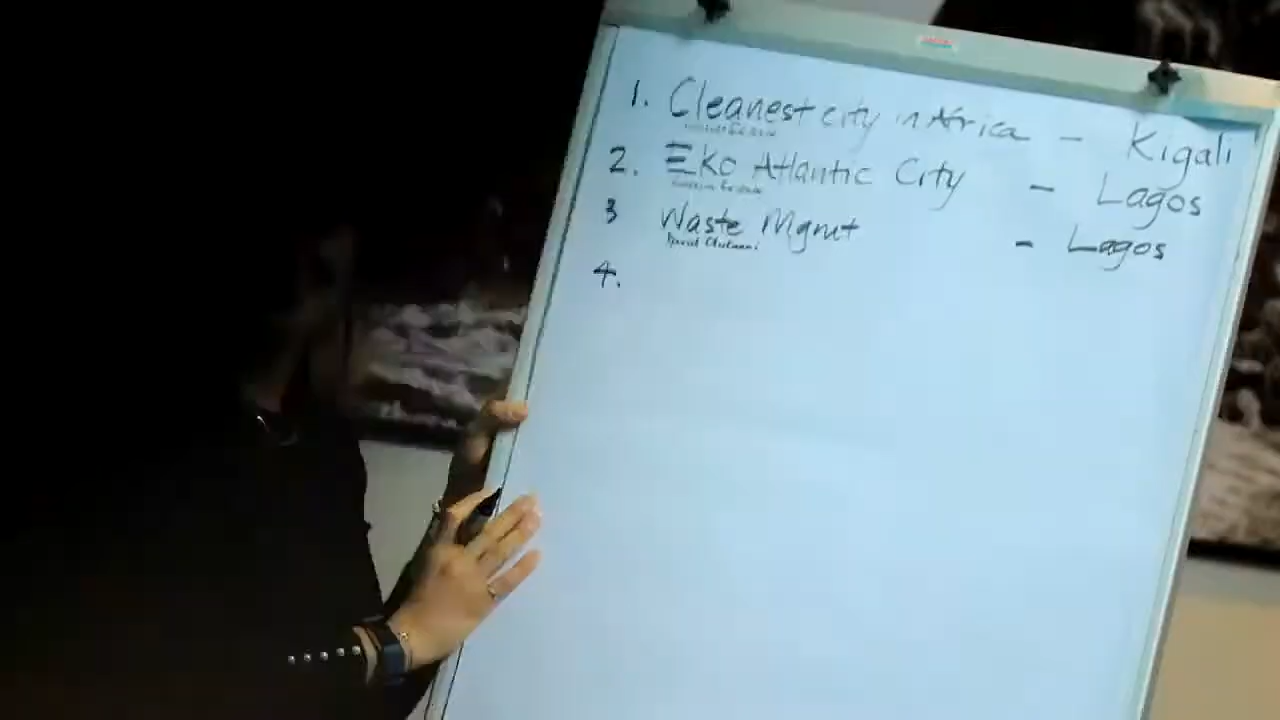 1. Cleanest city in Africa - Kigali
2. Eko Atlantic City - Lagos
3 Waste Mgmt - Lagos
4.